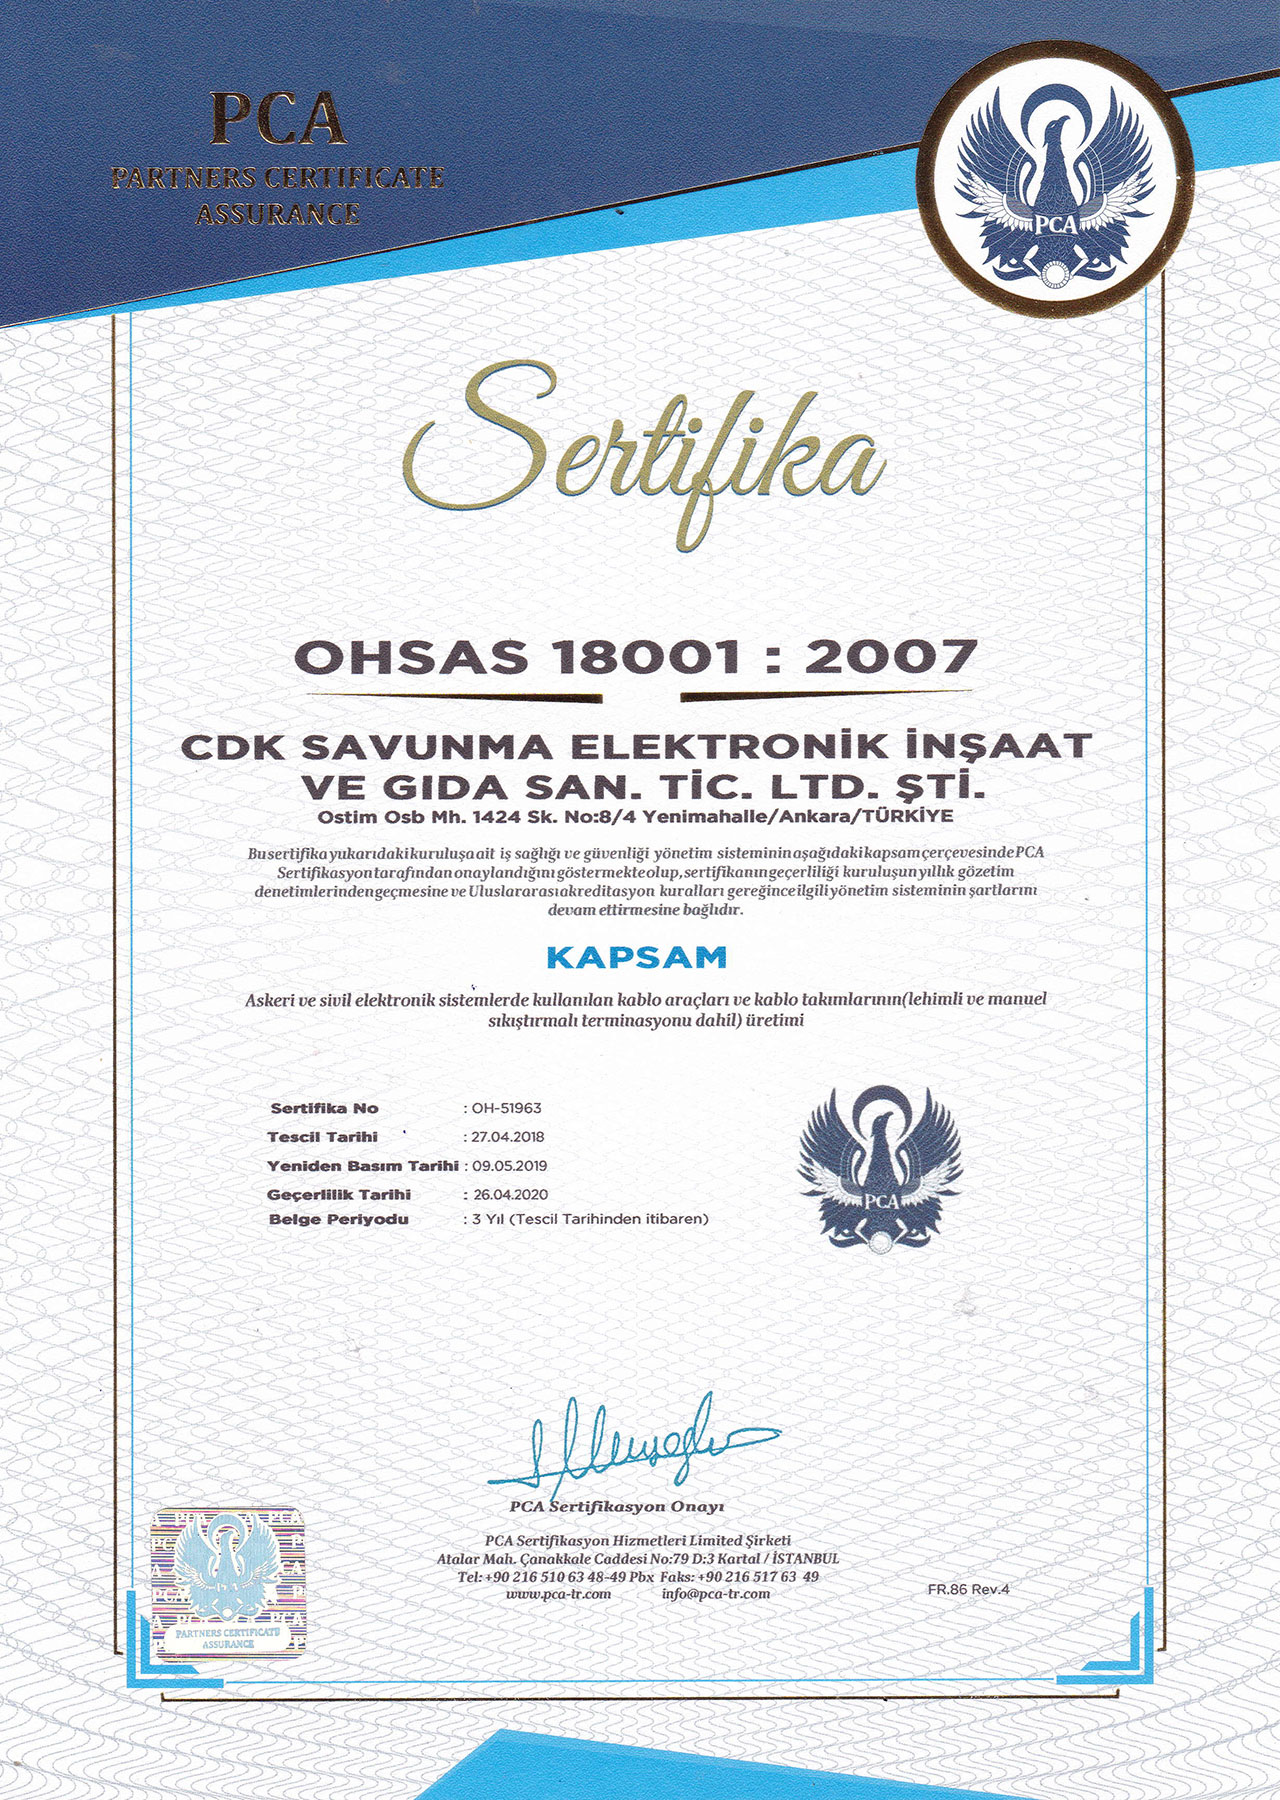 PCA
PARTNERS CERTIFICATE
ASSURANCE
PCA
Sertifika
OHSAS 18001 : 2007
CDK SAVUNMA ELEKTRONİK İNŞAAT
VE GIDA SAN. TİC. LTD. ŞTİ.
Ostim Osb Mh. 1424 Sk. No:8/4 Yenimahalle/Ankara/TÜRKİYE
Bu sertifika yukarıdaki kuruluşa ait iş sağlığı ve güvenliği yönetim sisteminin aşağıdaki kapsam çerçevesinde PCA
Sertifikasyon tarafından onaylandığını göstermekte olup, sertifikanın geçerliliği kuruluşun yıllık gözetim
denetimlerinden geçmesine ve Uluslararası akreditasyon kuralları gereğince ilgili yönetim sisteminin şartlarını
devam ettirmesine bağlıdır.
KAPSAM
Askeri ve sivil elektronik sistemlerde kullanılan kablo araçları ve kablo takımlarının(lehimli ve manuel
sıkıştırmalı terminasyonu dahil) üretimi
Sertifika No : OH-51963
Tescil Tarihi : 27.04.2018
Yeniden Basım Tarihi : 09.05.2019
Geçerlilik Tarihi : 26.04.2020
Belge Periyodu : 3 Yıl (Tescil Tarihinden itibaren)
PCA
PCA Sertifikasyon Onayı
PCA Sertifikasyon Hizmetleri Limited Şirketi
Atalar Mah. Çanakkale Caddesi No:79 D:3 Kartal / İSTANBUL
Tel: +90 216 510 63 48-49 Pbx Faks: +90 216 517 63 49
www.pca-tr.com info@pca-tr.com
FR.86 Rev.4
PARTNERS CERTIFICATE
ASSURANCE